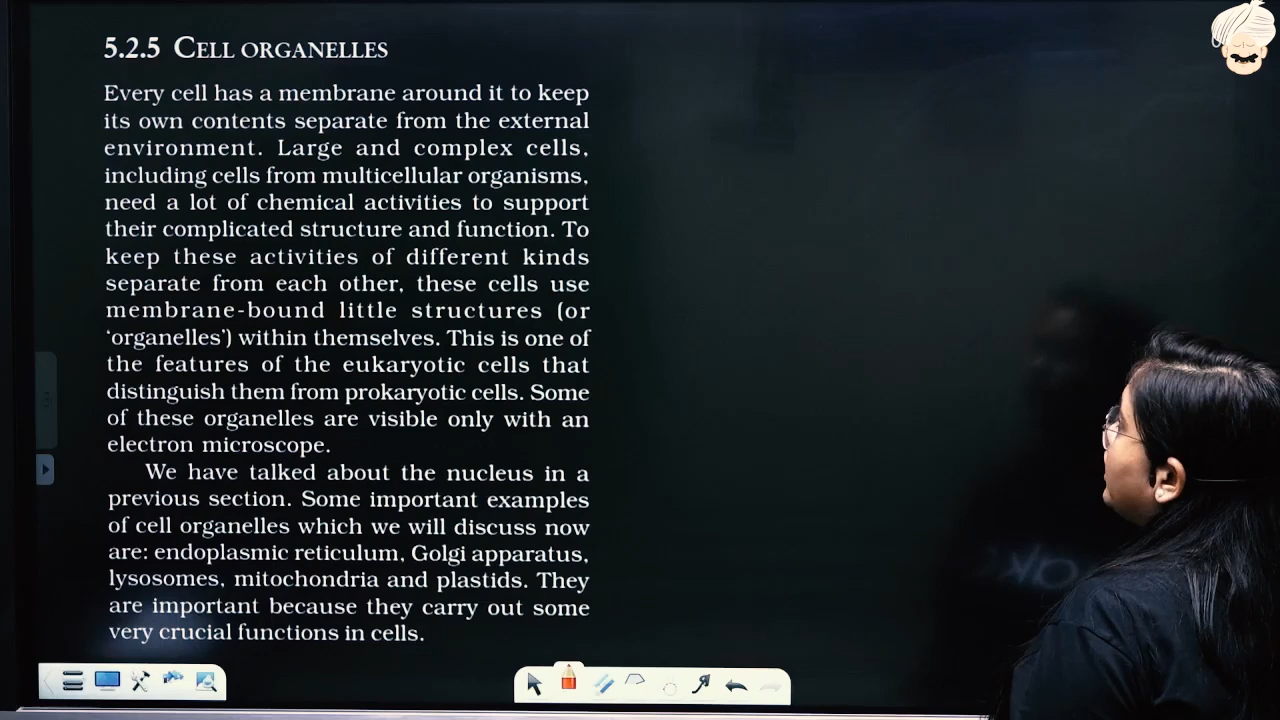 5.2.5 CELL ORGANELLES
Every cell has a membrane around it to keep
its own contents separate from the external
environment. Large and complex cells,
including cells from multicellular organisms,
need a lot of chemical activities to support
their complicated structure and function. To
keep these activities of different kinds
separate from each other, these cells use
membrane-bound little structures (or
‘organelles’) within themselves. This is one of
the features of the eukaryotic cells that
distinguish them from prokaryotic cells. Some
of these organelles are visible only with an
electron microscope.
We have talked about the nucleus in a
previous section. Some important examples
of cell organelles which we will discuss now
are: endoplasmic reticulum, Golgi apparatus,
lysosomes, mitochondria and plastids. They
are important because they carry out some
very crucial functions in cells.